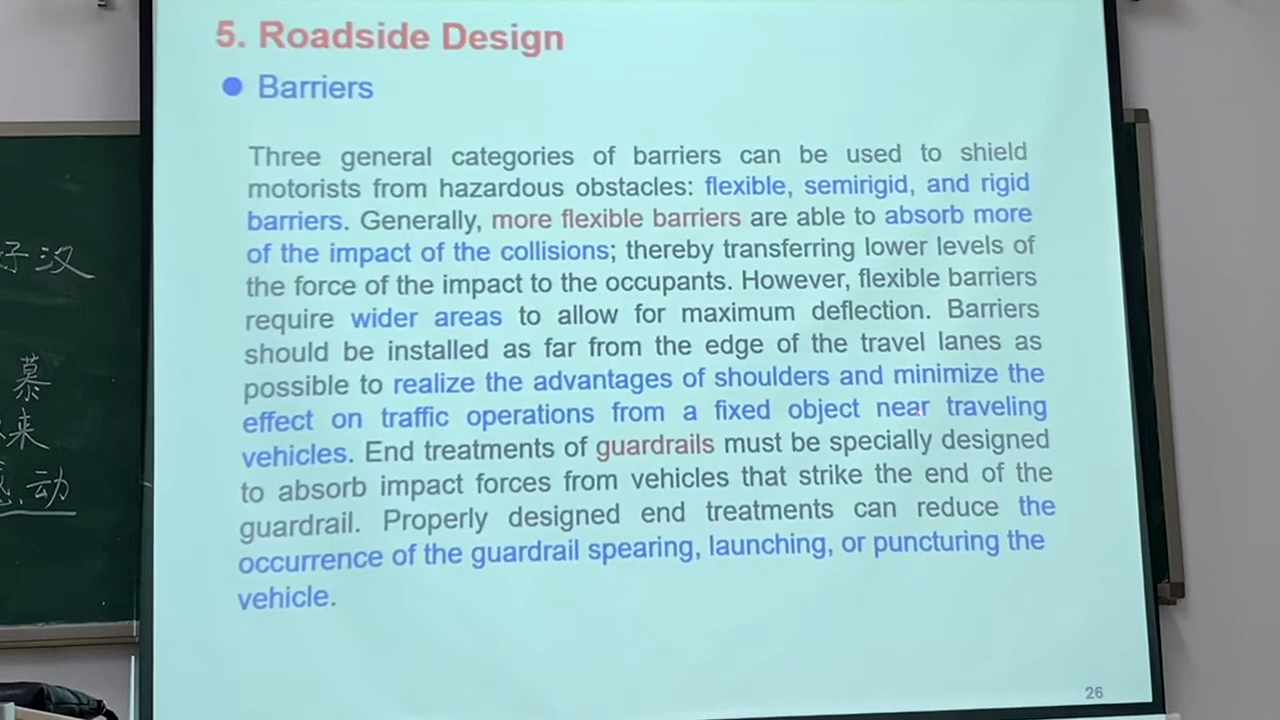 5. Roadside Design
● Barriers
Three general categories of barriers can be used to shield
motorists from hazardous obstacles: flexible, semirigid, and rigid
barriers. Generally, more flexible barriers are able to absorb more
of the impact of the collisions; thereby transferring lower levels of
the force of the impact to the occupants. However, flexible barriers
require wider areas to allow for maximum deflection. Barriers
should be installed as far from the edge of the travel lanes as
possible to realize the advantages of shoulders and minimize the
effect on traffic operations from a fixed object near traveling
vehicles. End treatments of guardrails must be specially designed
to absorb impact forces from vehicles that strike the end of the
guardrail. Properly designed end treatments can reduce the
occurrence of the guardrail spearing, launching, or puncturing the
vehicle.
26
好汉
慕
来
动